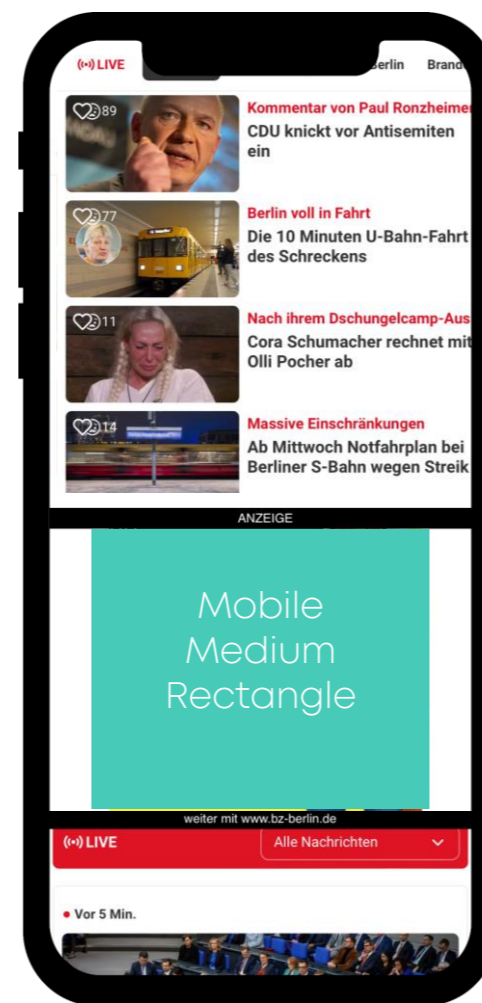 LIVE
Berlin Brand
89
Kommentar von Paul Ronzheimer
CDU knickt vor Antisemiten
ein
77
Berlin voll in Fahrt
Die 10 Minuten U-Bahn-Fahrt
des Schreckens
11
Nach ihrem Dschungelcamp-Aus
Cora Schumacher rechnet mit
Olli Pocher ab
14
Massive Einschränkungen
Ab Mittwoch Notfahrplan bei
Berliner S-Bahn wegen Streik
ANZEIGE
Mobile
Medium
Rectangle
weiter mit www.bz-berlin.de
LIVE Alle Nachrichten
Vor 5 Min.